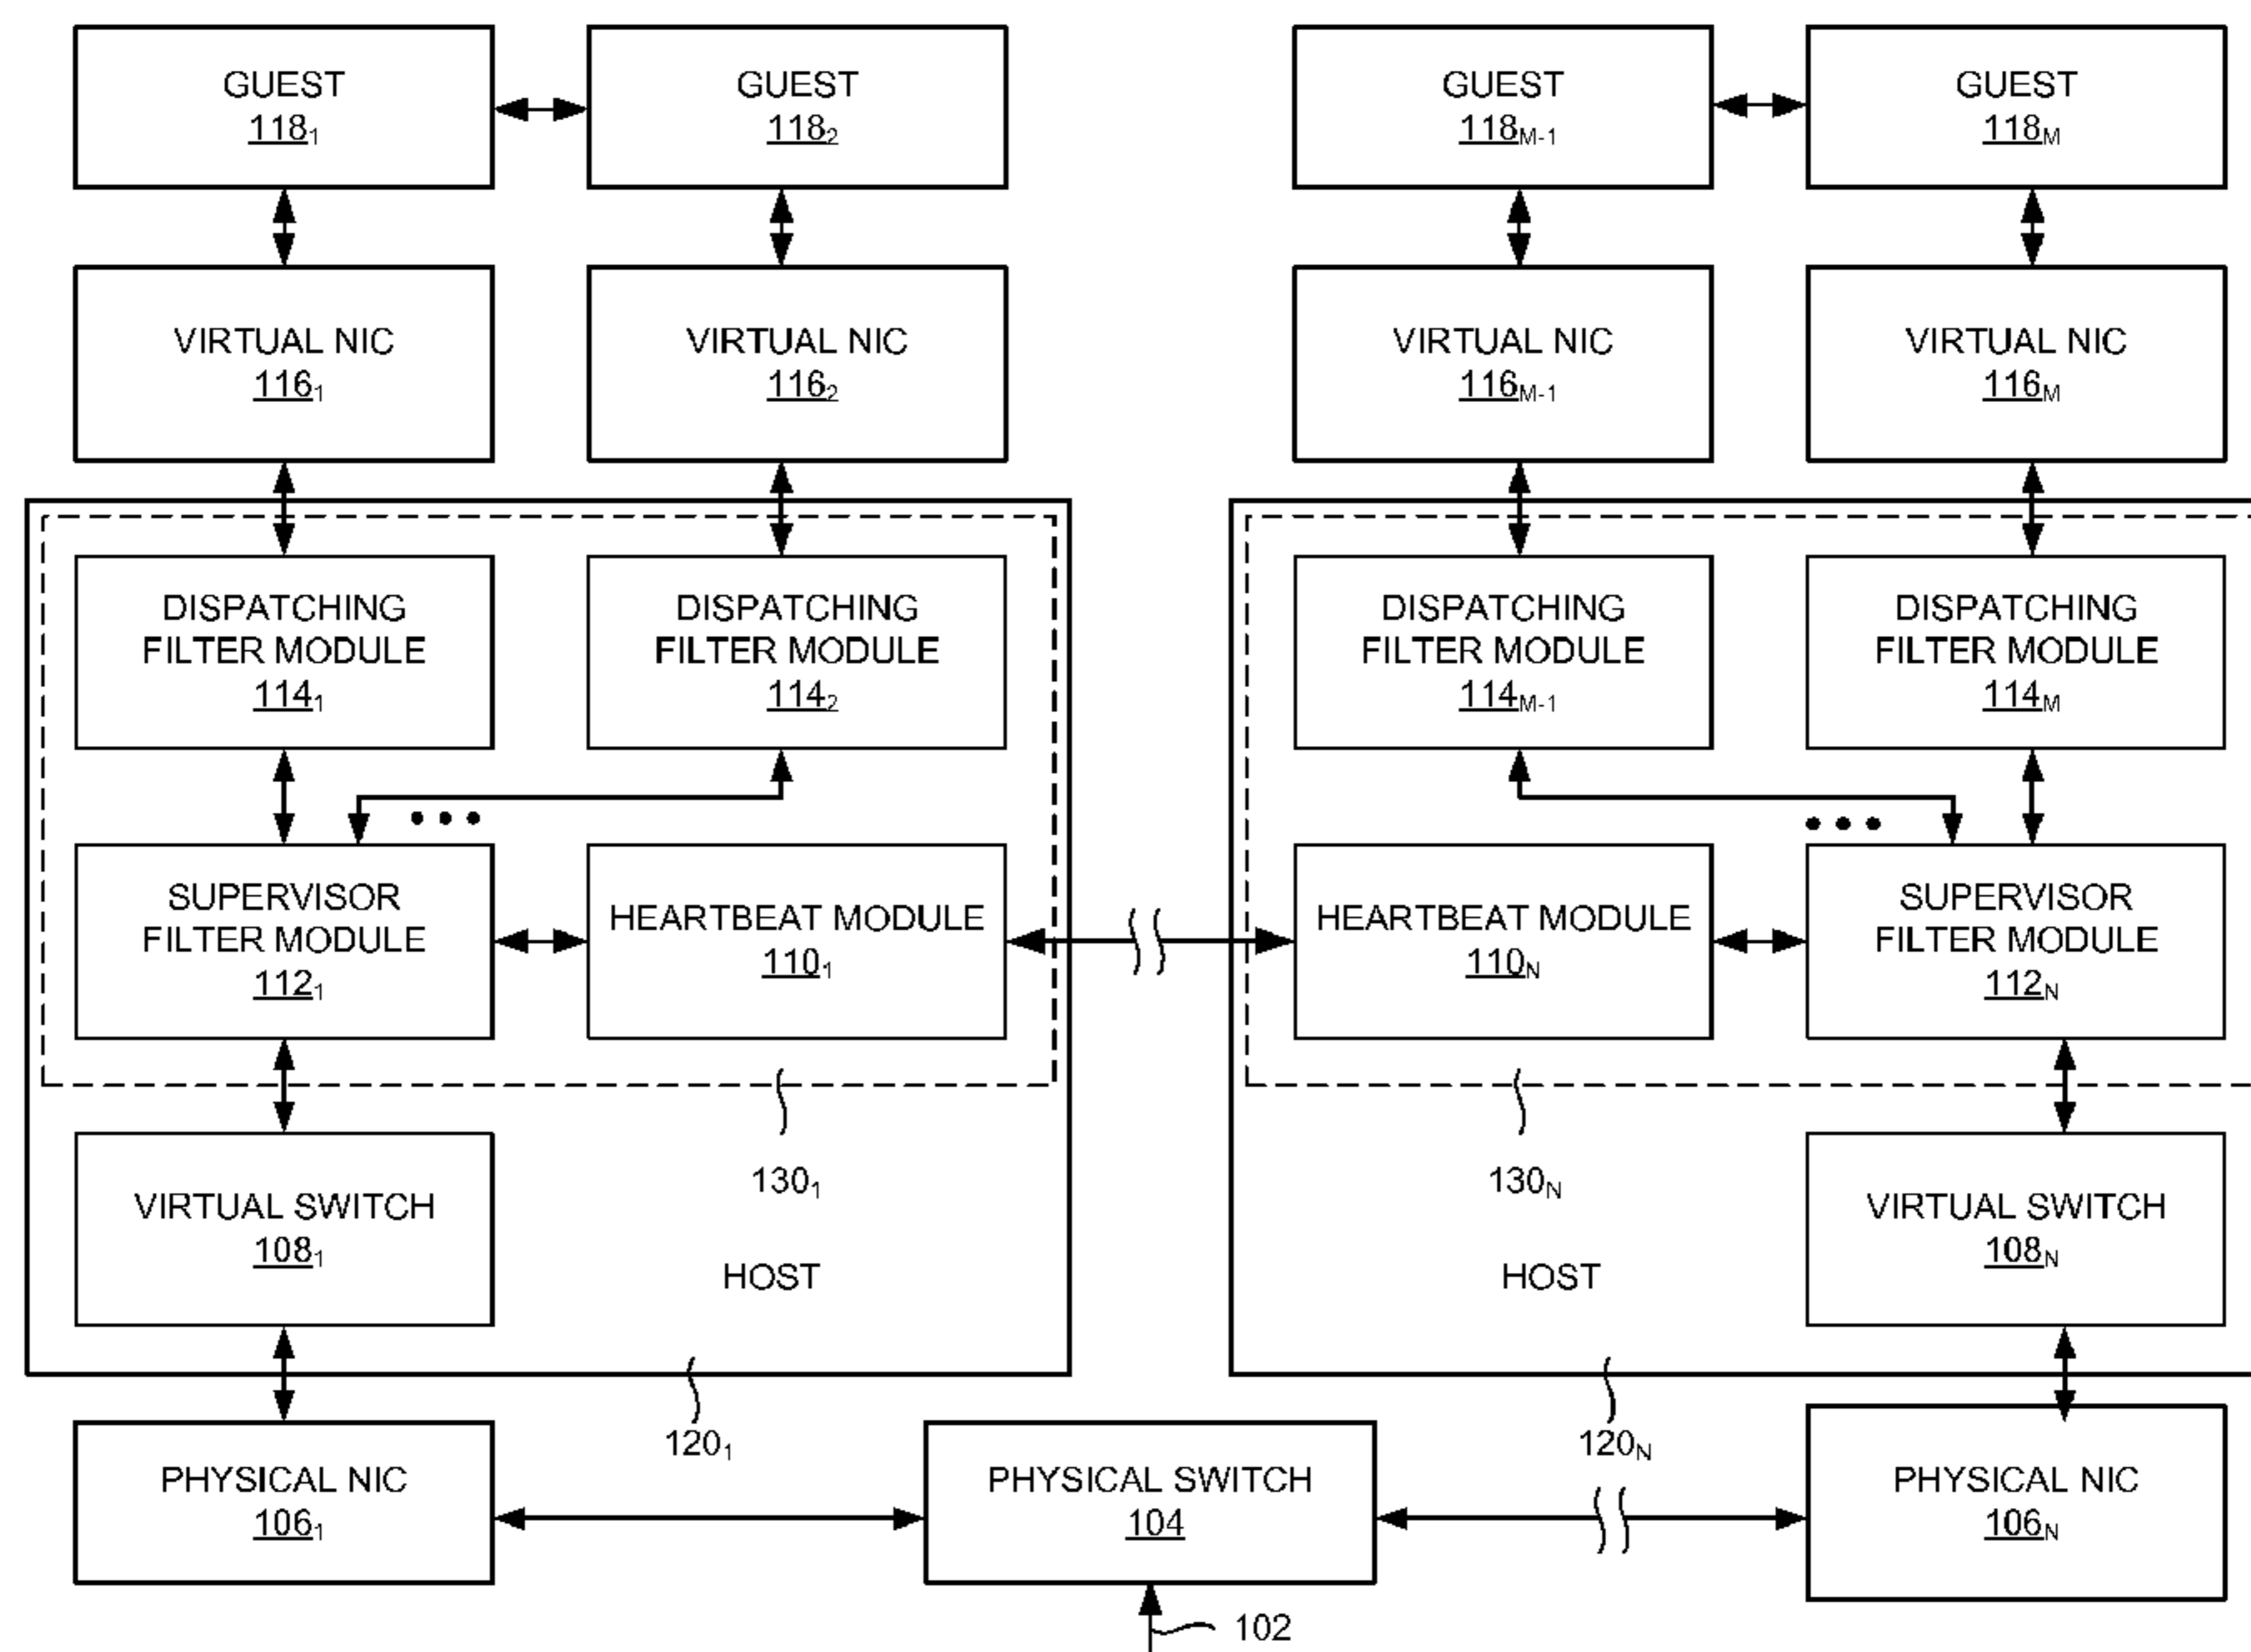 GUEST
118₁
GUEST
118₂
GUEST
118M-1
GUEST
118M
VIRTUAL NIC
116₁
VIRTUAL NIC
116₂
VIRTUAL NIC
116M-1
VIRTUAL NIC
116M
DISPATCHING
FILTER MODULE
114₁
DISPATCHING
FILTER MODULE
114₂
DISPATCHING
FILTER MODULE
114M-1
DISPATCHING
FILTER MODULE
114M
SUPERVISOR
FILTER MODULE
112₁
HEARTBEAT MODULE
110₁
HEARTBEAT MODULE
110N
SUPERVISOR
FILTER MODULE
112N
130₁
130N
VIRTUAL SWITCH
108₁
HOST
HOST
VIRTUAL SWITCH
108N
120₁
120N
PHYSICAL NIC
106₁
PHYSICAL SWITCH
104
PHYSICAL NIC
106N
102